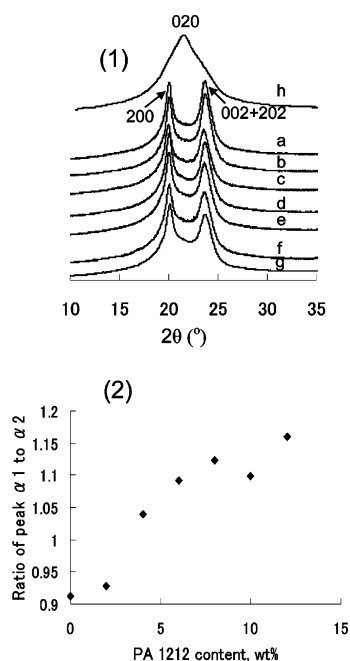 020
(1)
h
200
002+202
a
b
c
d
e
f
g
10 15 20 25 30 35
2θ (º)
(2)
Ratio of peak α1 to α2
1.2
1.15
1.1
1.05
1
0.95
0.9
0 5 10 15
PA 1212 content, wt%